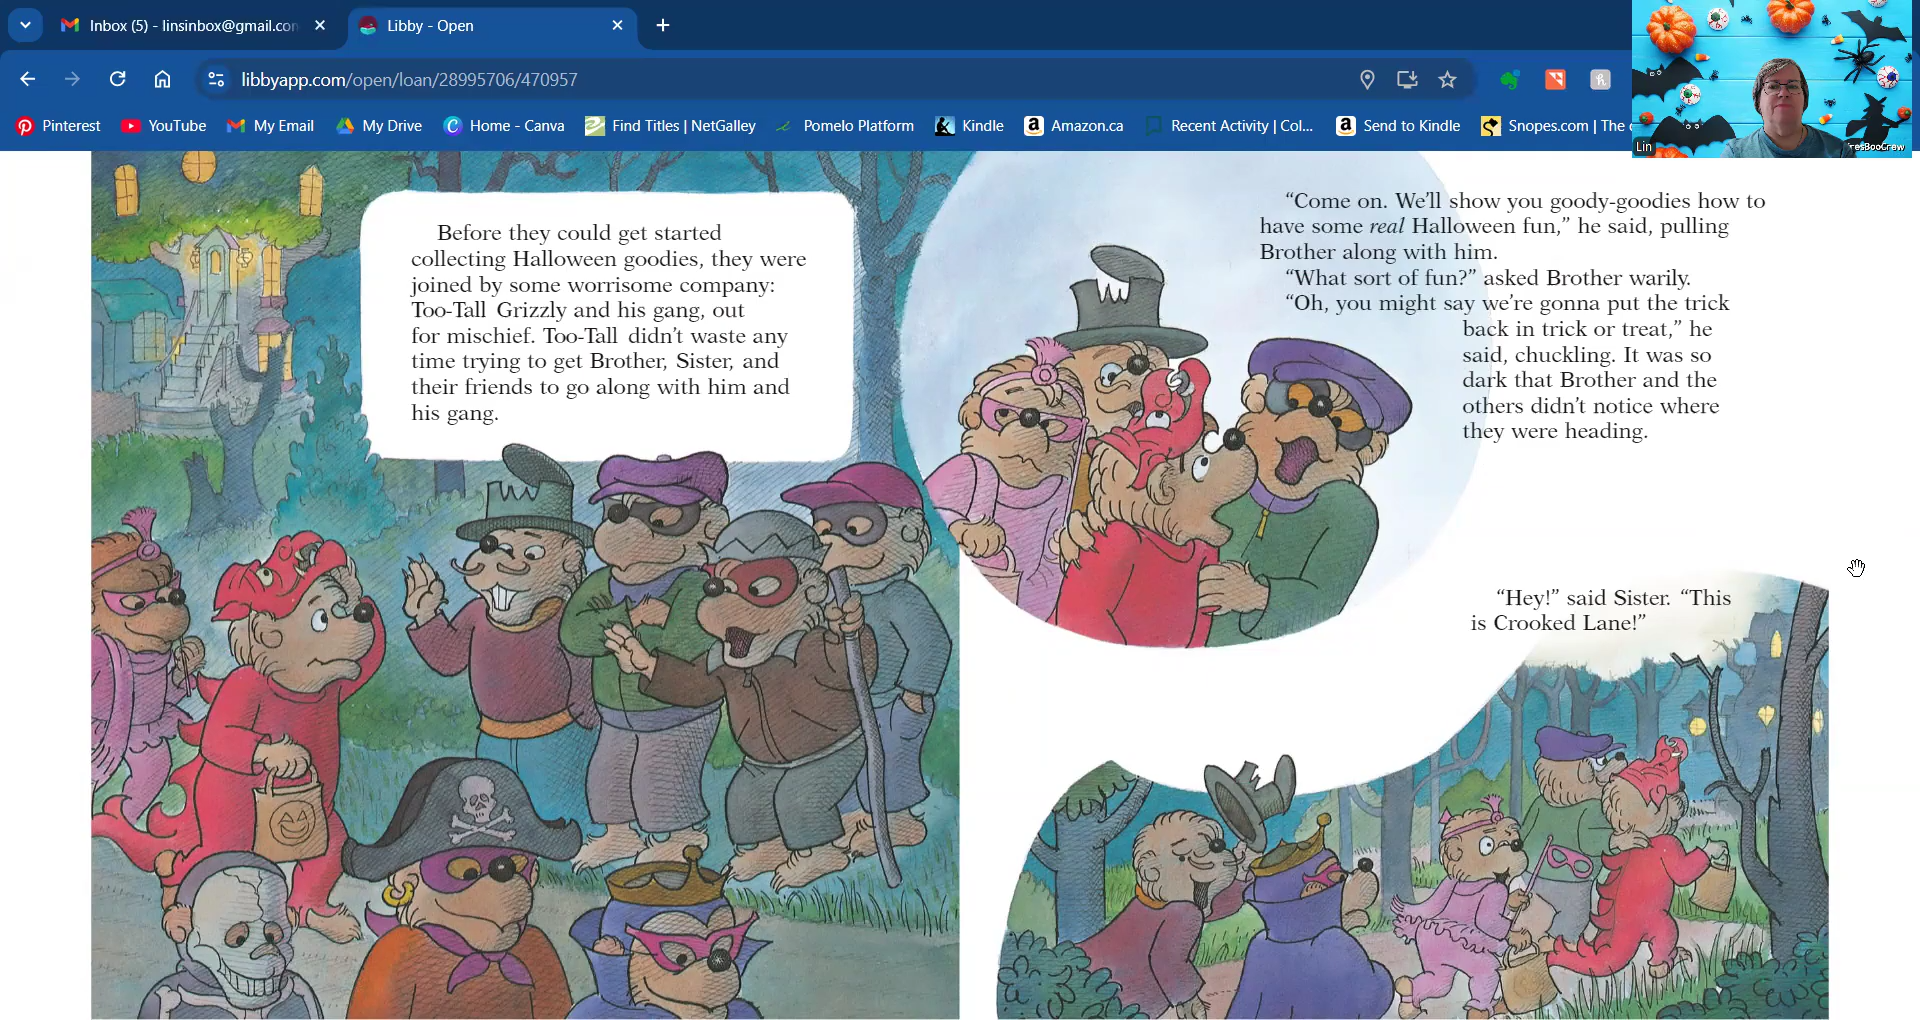 Inbox (5) - linsinbox@gmail.con
Libby - Open
libbyapp.com/open/loan/28995706/470957
Pinterest
YouTube
My Email
My Drive
Home - Canva
Find Titles | NetGalley
Pomelo Platform
Kindle
Amazon.ca
Recent Activity | Col...
Send to Kindle
Snopes.com | The
Lin
resBooCrew
Before they could get started
collecting Halloween goodies, they were
joined by some worrisome company:
Too-Tall Grizzly and his gang, out
for mischief. Too-Tall didn’t waste any
time trying to get Brother, Sister, and
their friends to go along with him and
his gang.
“Come on. We’ll show you goody-goodies how to
have some real Halloween fun,” he said, pulling
Brother along with him.
“What sort of fun?” asked Brother warily.
“Oh, you might say we’re gonna put the trick
back in trick or treat,” he
said, chuckling. It was so
dark that Brother and the
others didn’t notice where
they were heading.
“Hey!” said Sister. “This
is Crooked Lane!”